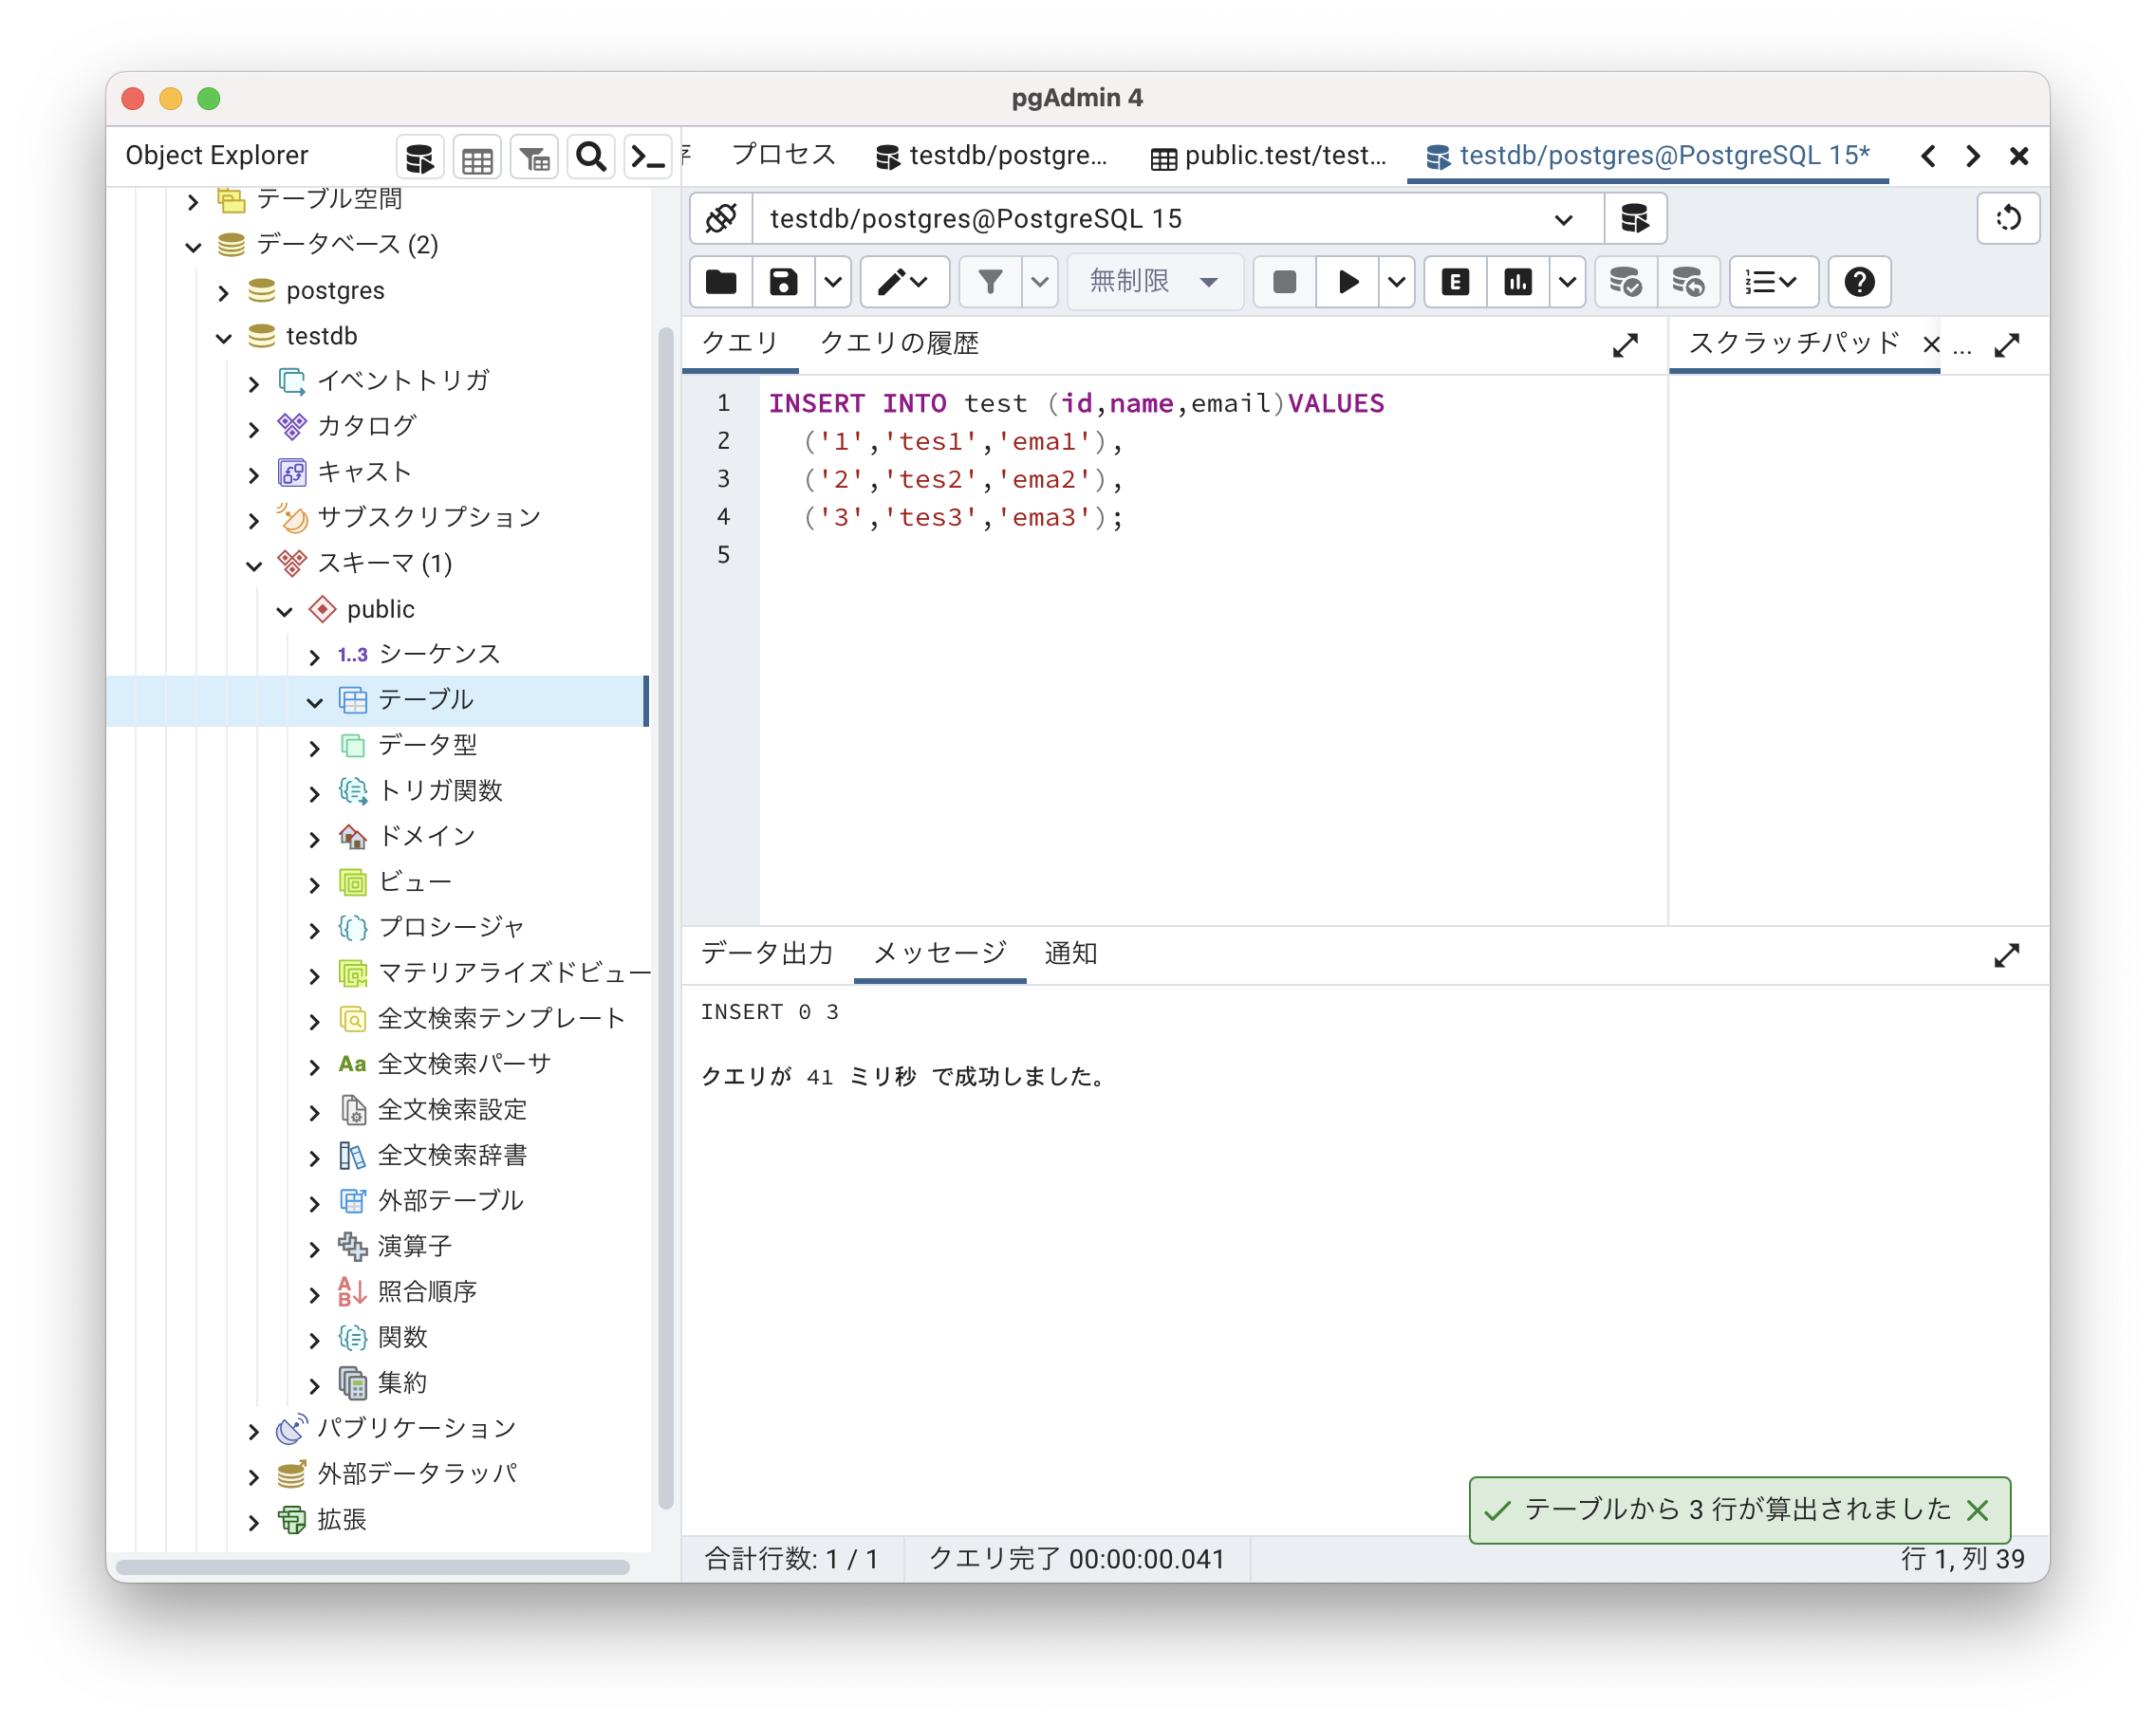 pgAdmin 4
Object Explorer
プロセス
testdb/postgre...
public.test/test...
testdb/postgres@PostgreSQL 15*
テーブル空間
データベース (2)
postgres
testdb
イベントトリガ
カタログ
キャスト
サブスクリプション
スキーマ (1)
public
1..3 シーケンス
テーブル
データ型
トリガ関数
ドメイン
ビュー
プロシージャ
マテリアライズドビュー
全文検索テンプレート
Aa 全文検索パーサ
全文検索設定
全文検索辞書
外部テーブル
演算子
照合順序
関数
集約
パブリケーション
外部データラッパ
拡張
testdb/postgres@PostgreSQL 15
無制限
E
クエリ
クエリの履歴
スクラッチパッド
...
1 INSERT INTO test (id,name,email)VALUES
2 ('1','tes1','ema1'),
3 ('2','tes2','ema2'),
4 ('3','tes3','ema3');
5
データ出力
メッセージ
通知
INSERT 0 3
クエリが 41 ミリ秒 で成功しました。
テーブルから 3 行が算出されました
合計行数: 1 / 1
クエリ完了 00:00:00.041
行 1, 列 39